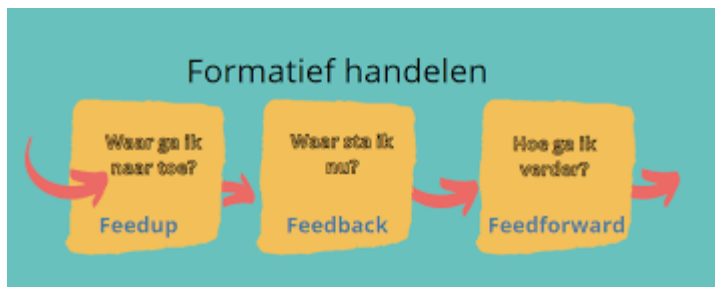 Formatief handelen
Waar ga ik
naar toe?
Feedup
Waar sta ik
nu?
Feedback
Hoe ga ik
verder?
Feedforward